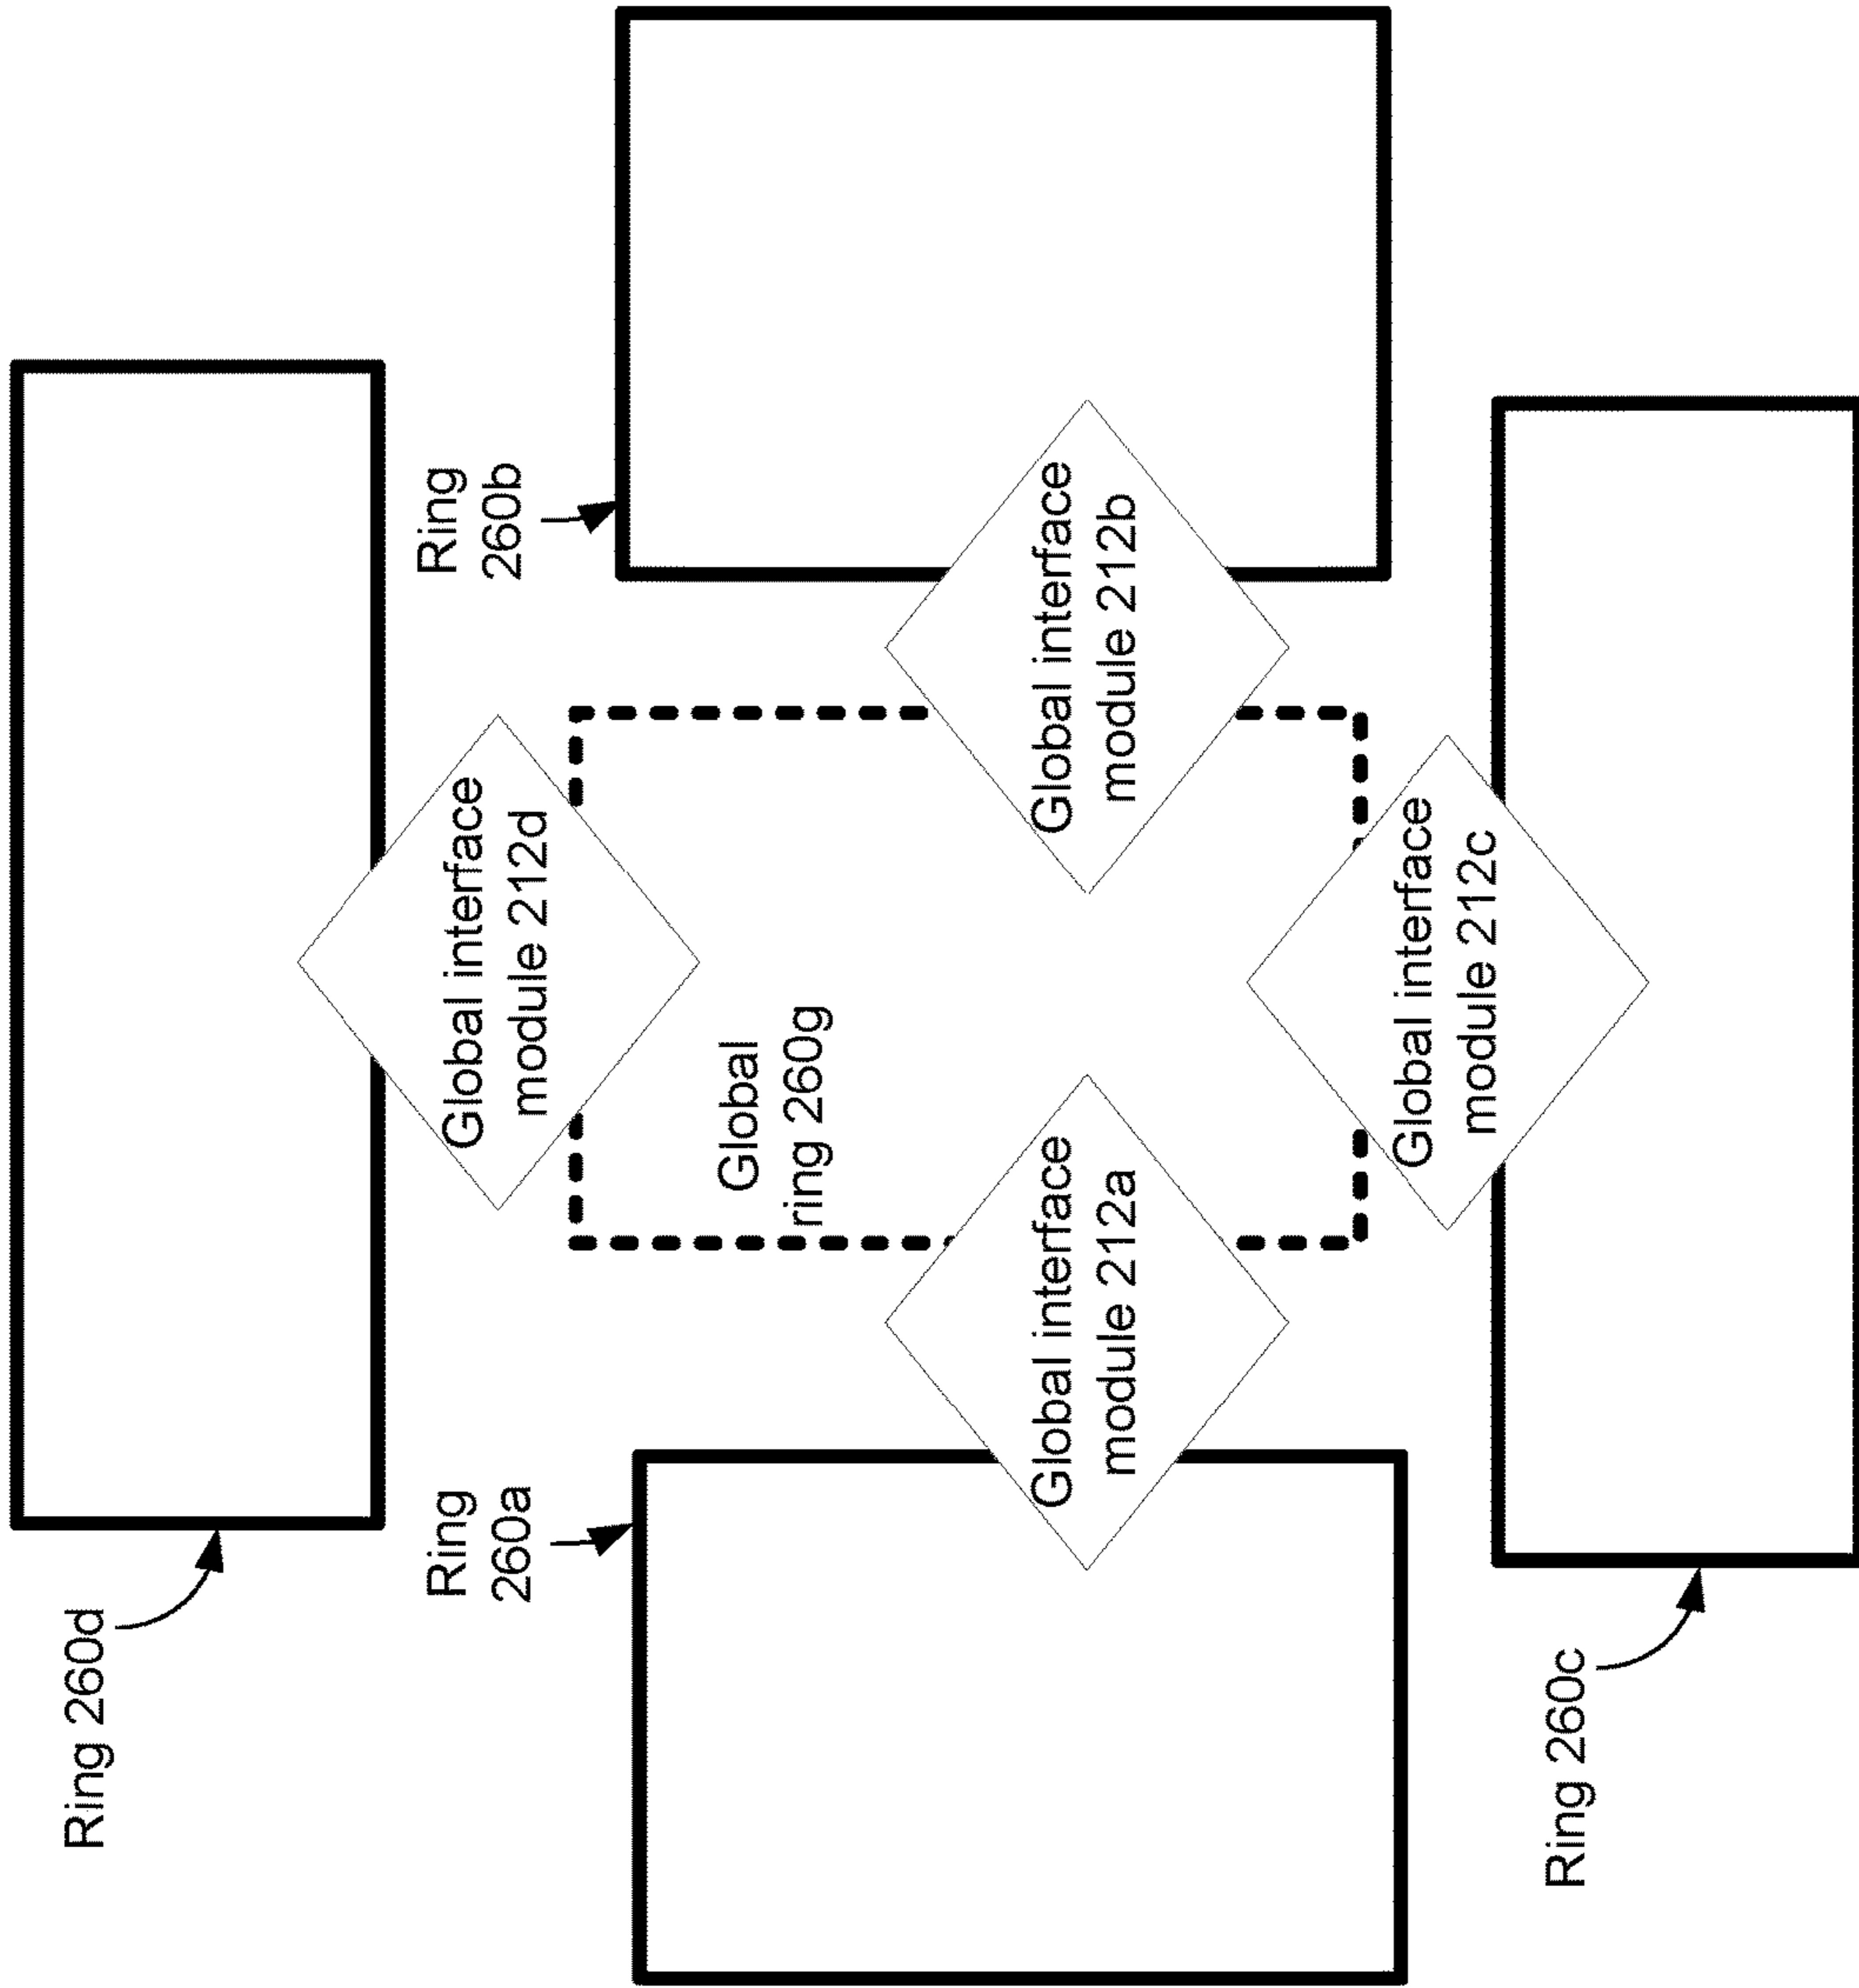 Ring 260d
Ring
260a
Ring 260c
Global interface
module 212a
Global
ring 260g
Global interface
module 212d
Global interface
module 212c
Global interface
module 212b
Ring
260b